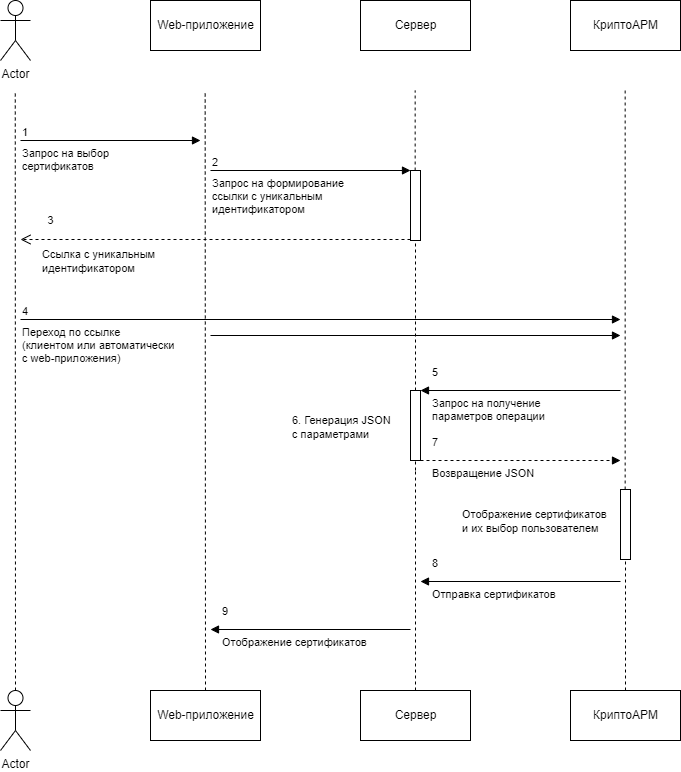 Actor
Web-приложение
Сервер
КриптоАРМ
1
Запрос на выбор
сертификатов
2
Запрос на формирование
ссылки с уникальным
идентификатором
3
Ссылка с уникальным
идентификатором
4
Переход по ссылке
(клиентом или автоматически
с web-приложения)
5
Запрос на получение
параметров операции
6. Генерация JSON
с параметрами
7
Возвращение JSON
Отображение сертификатов
и их выбор пользователем
8
Отправка сертификатов
9
Отображение сертификатов
Web-приложение
Сервер
КриптоАРМ
Actor